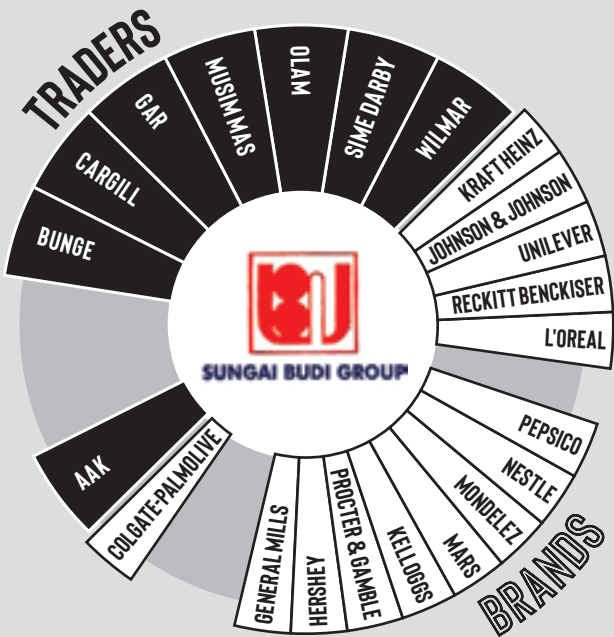 TRADERS
AAK
BUNGE
CARGILL
GAR
MUSIM MAS
OLAM
SIME DARBY
WILMAR
KRAFT HEINZ
JOHNSON & JOHNSON
UNILEVER
RECKITT BENCKISER
L'OREAL
PEPSICO
NESTLE
MONDELEZ
MARS
KELLOGGS
PROCTER & GAMBLE
HERSHEY
GENERAL MILLS
COLGATE-PALMOLIVE
BRANDS
SUNGAI BUDI GROUP